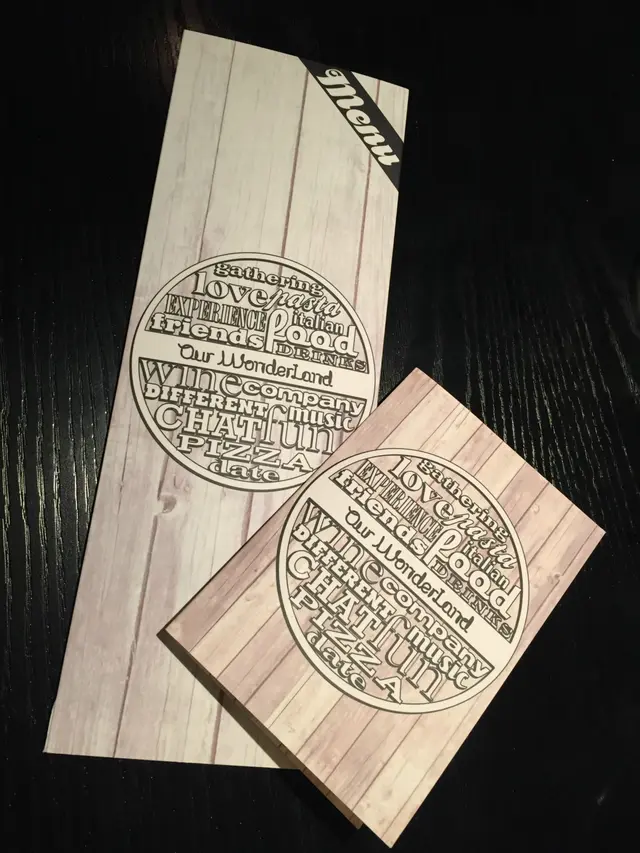 Menu
gathering
love pasta
EXPERIENCE italian
friends food
DRINKS
Our WonderLand
wine company
DIFFERENT music
CHAT fun
PIZZA
date
gathering
love pasta
EXPERIENCE italian
friends food
DRINKS
Our WonderLand
wine company
DIFFERENT music
CHAT fun
PIZZA
date